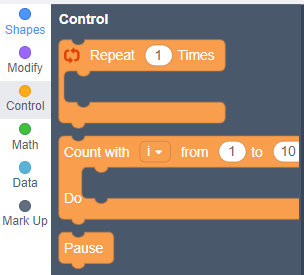 Shapes
Modify
Control
Math
Data
Mark Up
Control
Repeat 1 Times
Count with i from 1 to 10
Do
Pause